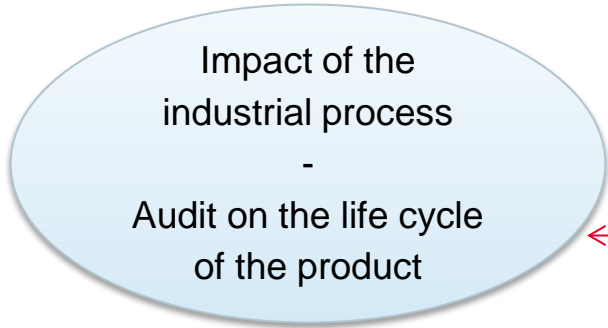 Impact of the
industrial process
-
Audit on the life cycle
of the product